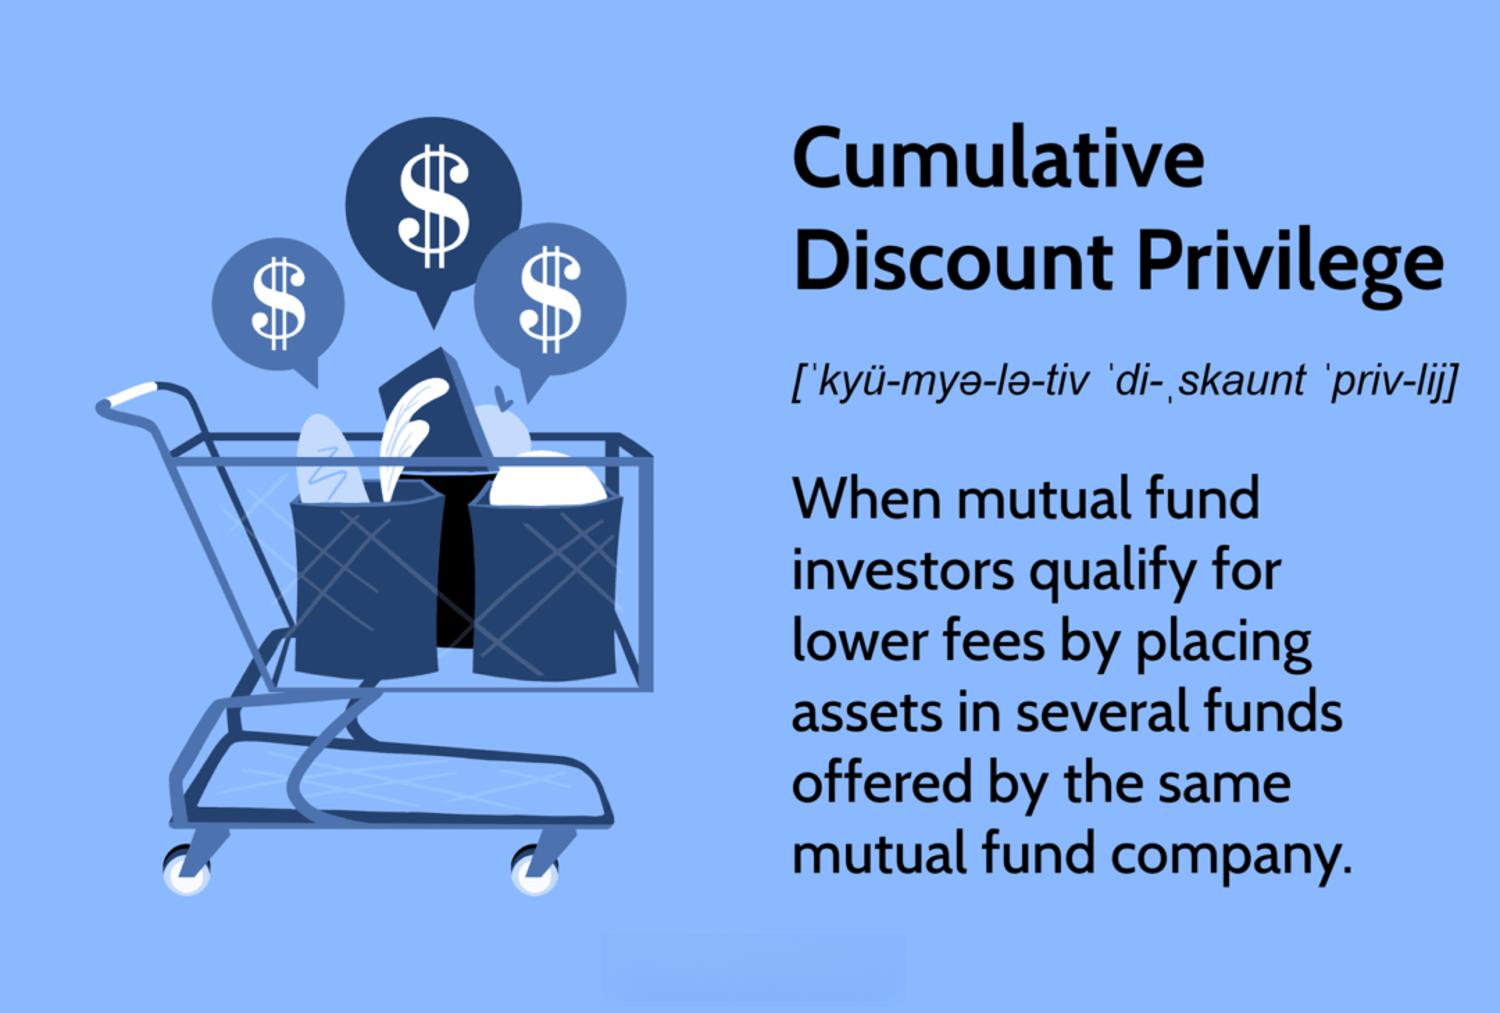 $
$
$
Cumulative
Discount Privilege
[ˈkyü-myə-lə-tiv ˈdi-ˌskaunt ˈpriv-lij]
When mutual fund
investors qualify for
lower fees by placing
assets in several funds
offered by the same
mutual fund company.